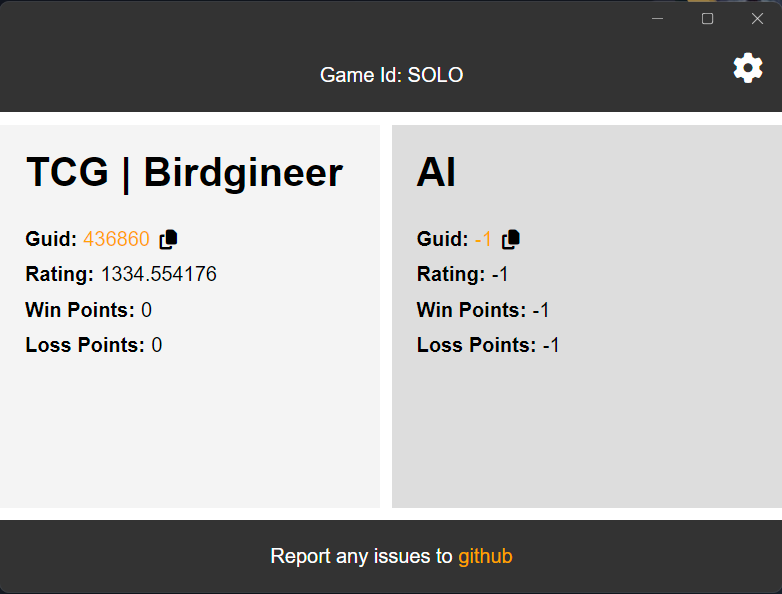 Game Id: SOLO
TCG | Birdgineer
Guid: 436860
Rating: 1334.554176
Win Points: 0
Loss Points: 0
AI
Guid: -1
Rating: -1
Win Points: -1
Loss Points: -1
Report any issues to github